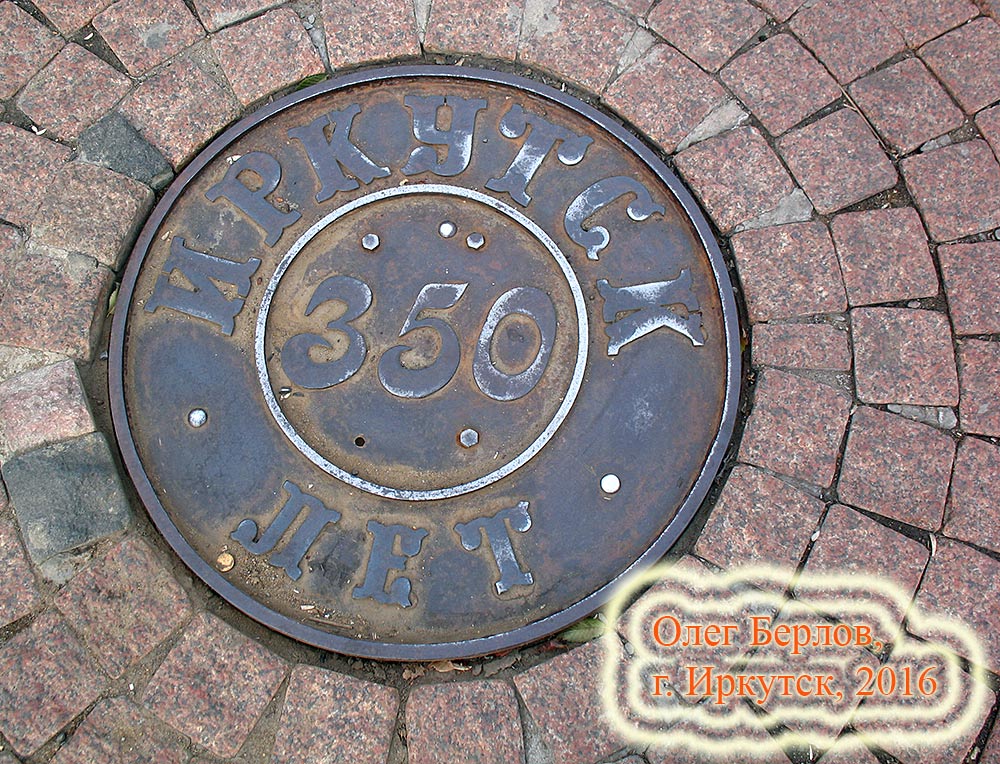 ИРКУТСК
350
ЛЕТ
Олег Берлов,
г. Иркутск, 2016